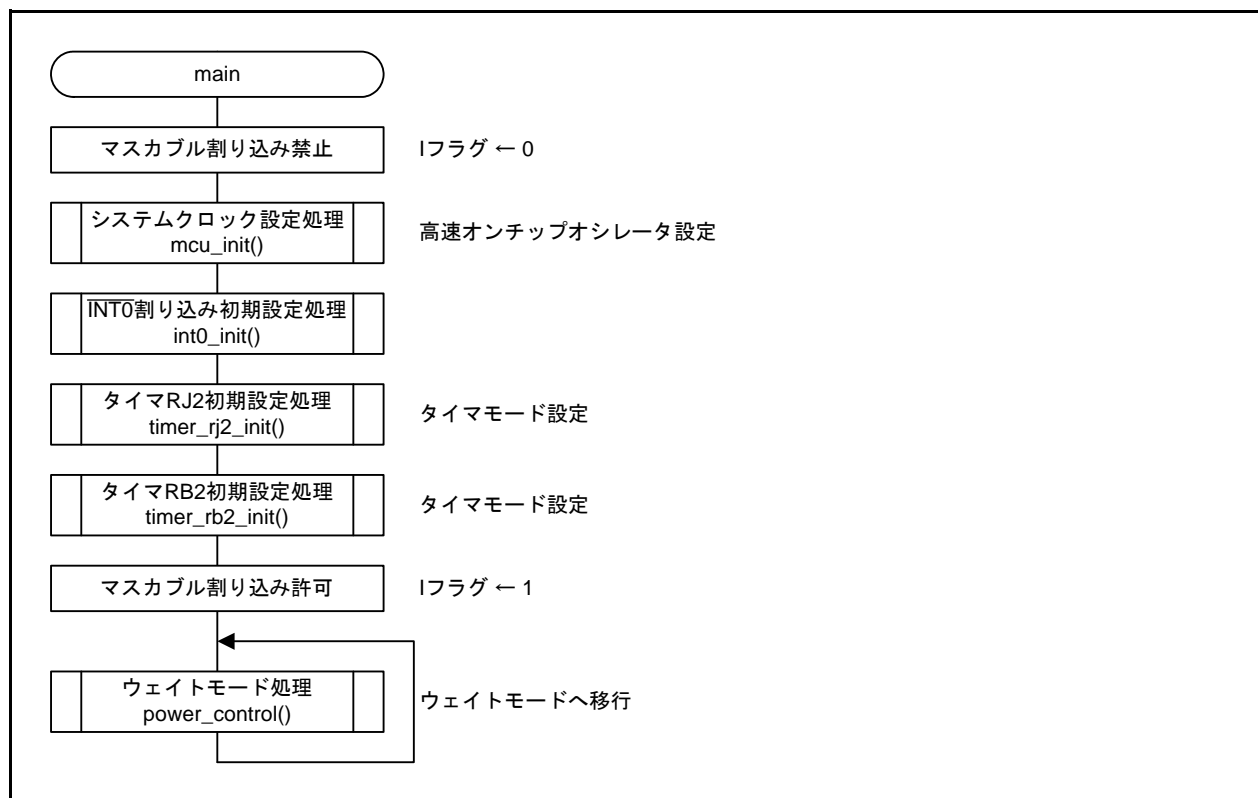 main
マスカブル割り込み禁止
Iフラグ ← 0
システムクロック設定処理
mcu_init()
高速オンチップオシレータ設定
INT0割り込み初期設定処理
int0_init()
タイマRJ2初期設定処理
timer_rj2_init()
タイマモード設定
タイマRB2初期設定処理
timer_rb2_init()
タイマモード設定
マスカブル割り込み許可
Iフラグ ← 1
ウェイトモード処理
power_control()
ウェイトモードへ移行